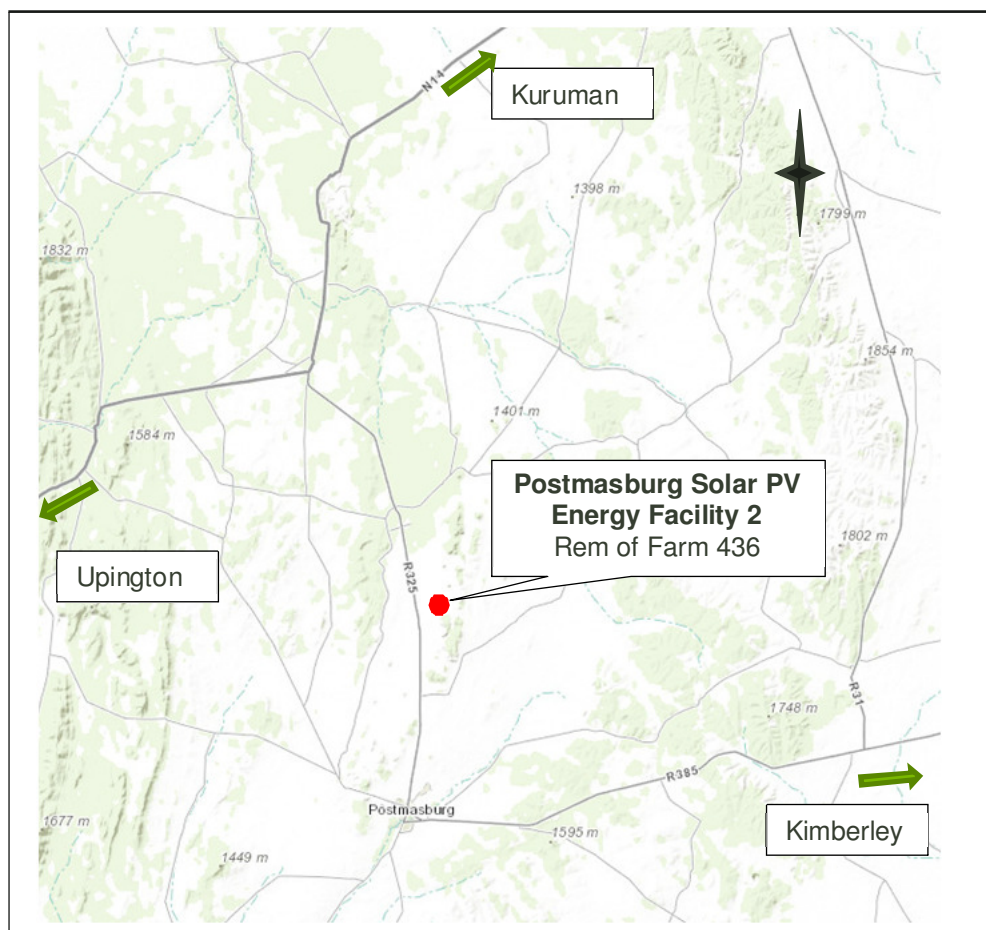 N14
Kuruman
1398 m
1799 m
1832 m
1854 m
1401 m
1584 m
Postmasburg Solar PV
Energy Facility 2
Rem of Farm 436
1802 m
Upington
R325
R31
1748 m
R385
Postmasburg
1677 m
1595 m
Kimberley
1449 m